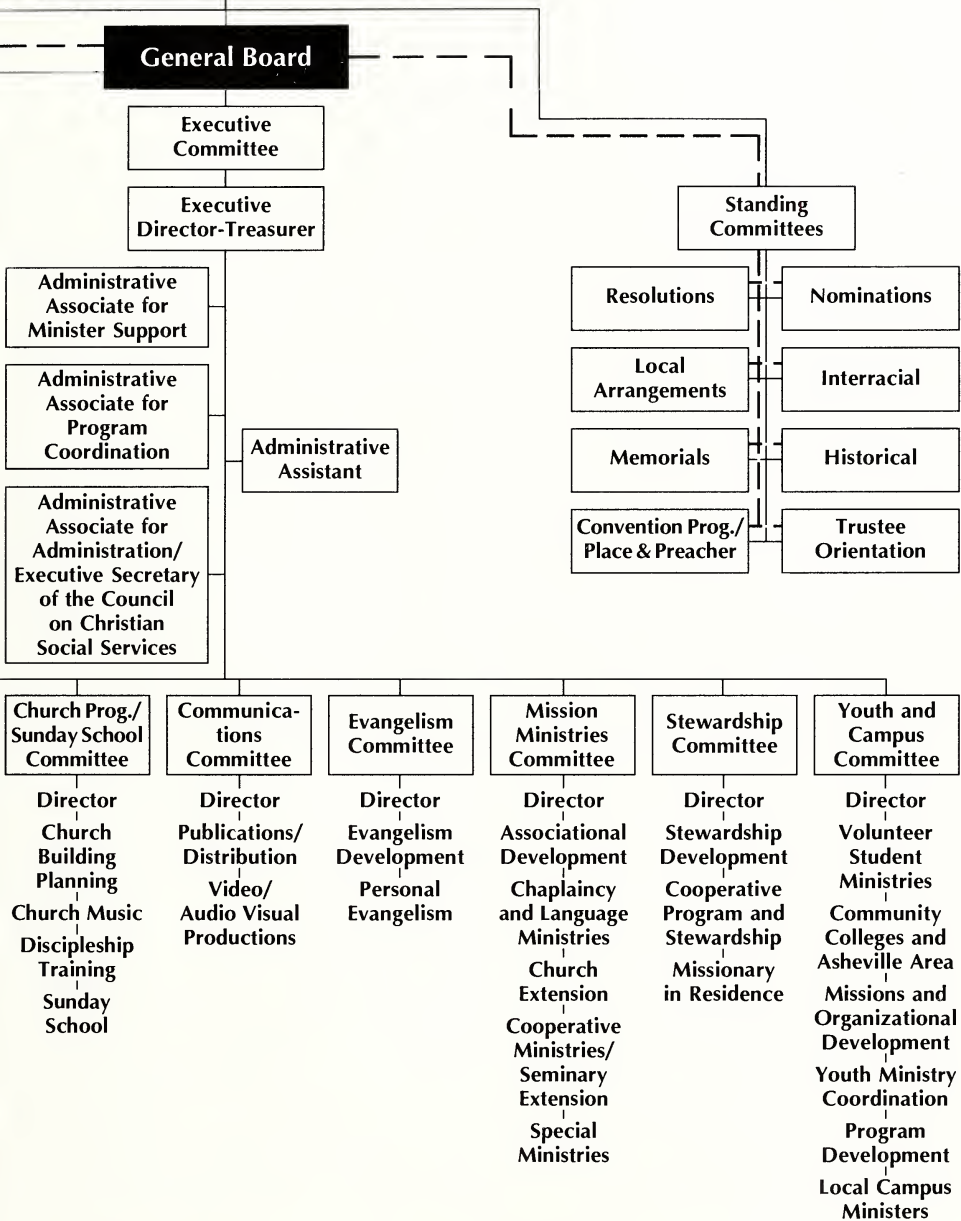 General Board
Executive
Committee
Executive
Director-Treasurer
Standing
Committees
Administrative
Associate for
Minister Support
Administrative
Associate for
Program
Coordination
Administrative
Assistant
Administrative
Associate for
Administration/
Executive Secretary
of the Council
on Christian
Social Services
Resolutions
Nominations
Local
Arrangements
Interracial
Memorials
Historical
Convention Prog./
Place & Preacher
Trustee
Orientation
Church Prog./
Sunday School
Committee
Director
Church
Building
Planning
Church Music
Discipleship
Training
Sunday
School
Communica-
tions
Committee
Director
Publications/
Distribution
Video/
Audio Visual
Productions
Evangelism
Committee
Director
Evangelism
Development
Personal
Evangelism
Mission
Ministries
Committee
Director
Associational
Development
Chaplaincy
and Language
Ministries
Church
Extension
Cooperative
Ministries/
Seminary
Extension
Special
Ministries
Stewardship
Committee
Director
Stewardship
Development
Cooperative
Program and
Stewardship
Missionary
in Residence
Youth and
Campus
Committee
Director
Volunteer
Student
Ministries
Community
Colleges and
Asheville Area
Missions and
Organizational
Development
Youth Ministry
Coordination
Program
Development
Local Campus
Ministers